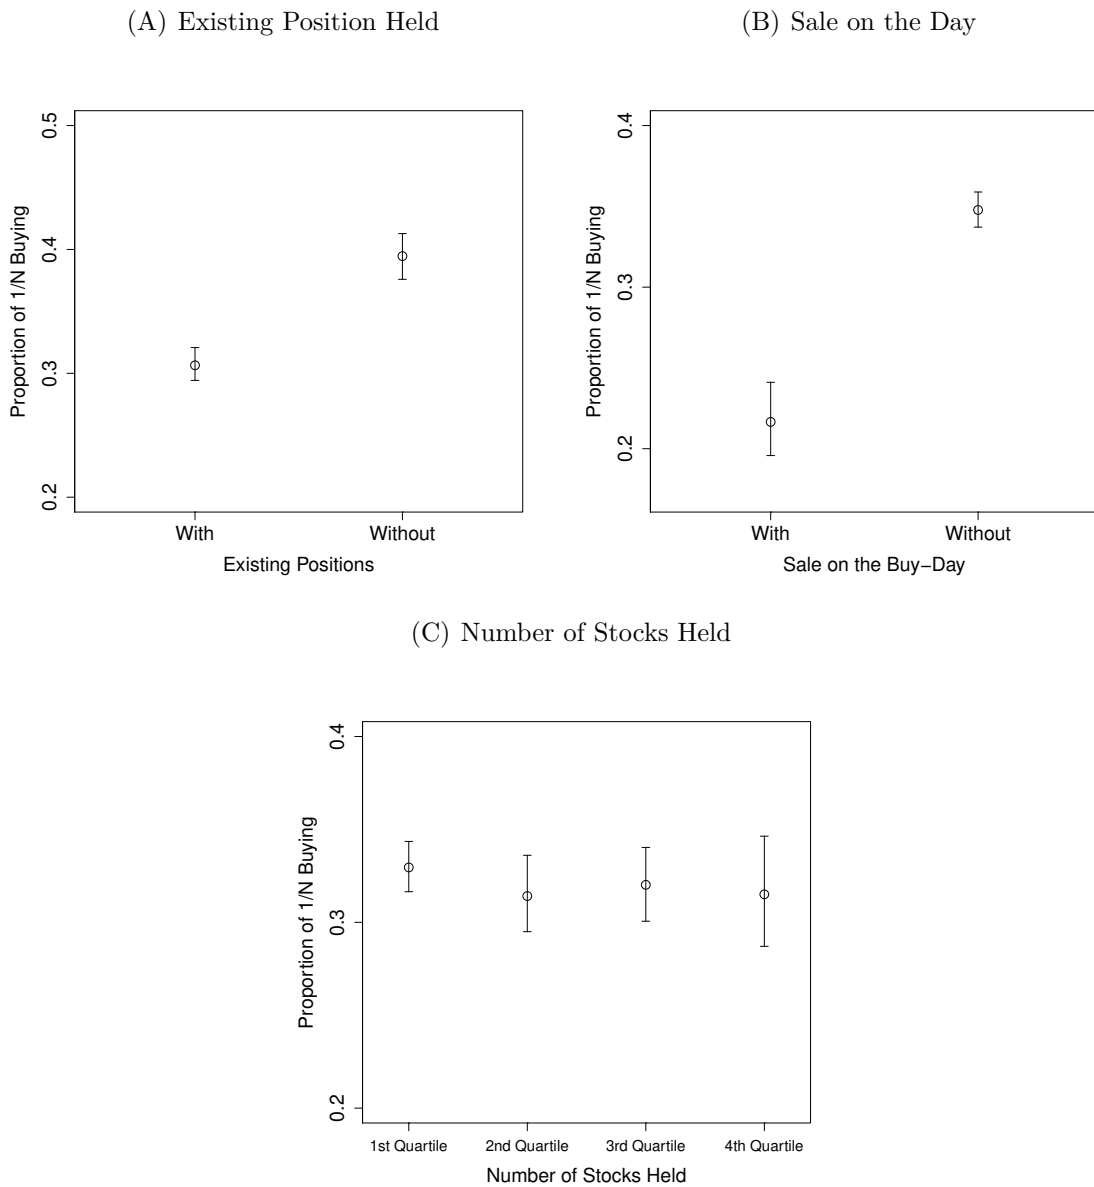 (A) Existing Position Held
Proportion of 1/N Buying
0.5
0.4
0.3
0.2
With Without
Existing Positions
(B) Sale on the Day
Proportion of 1/N Buying
0.4
0.3
0.2
With Without
Sale on the Buy−Day
(C) Number of Stocks Held
Proportion of 1/N Buying
0.4
0.3
0.2
1st Quartile 2nd Quartile 3rd Quartile 4th Quartile
Number of Stocks Held